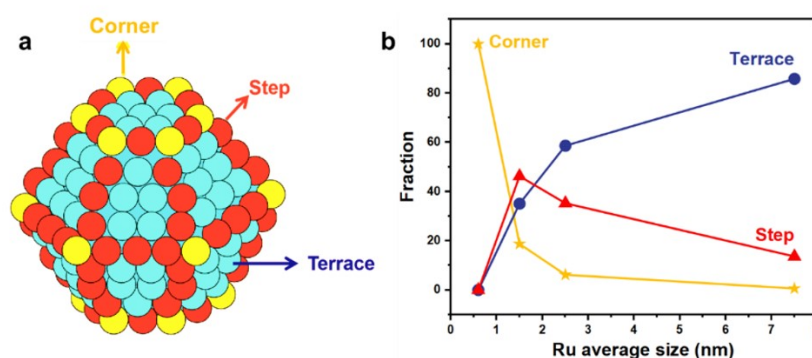 a
Corner
Step
Terrace
b
Corner
Terrace
Step
Fraction
100
80
60
40
20
0
0 1 2 3 4 5 6 7
Ru average size (nm)